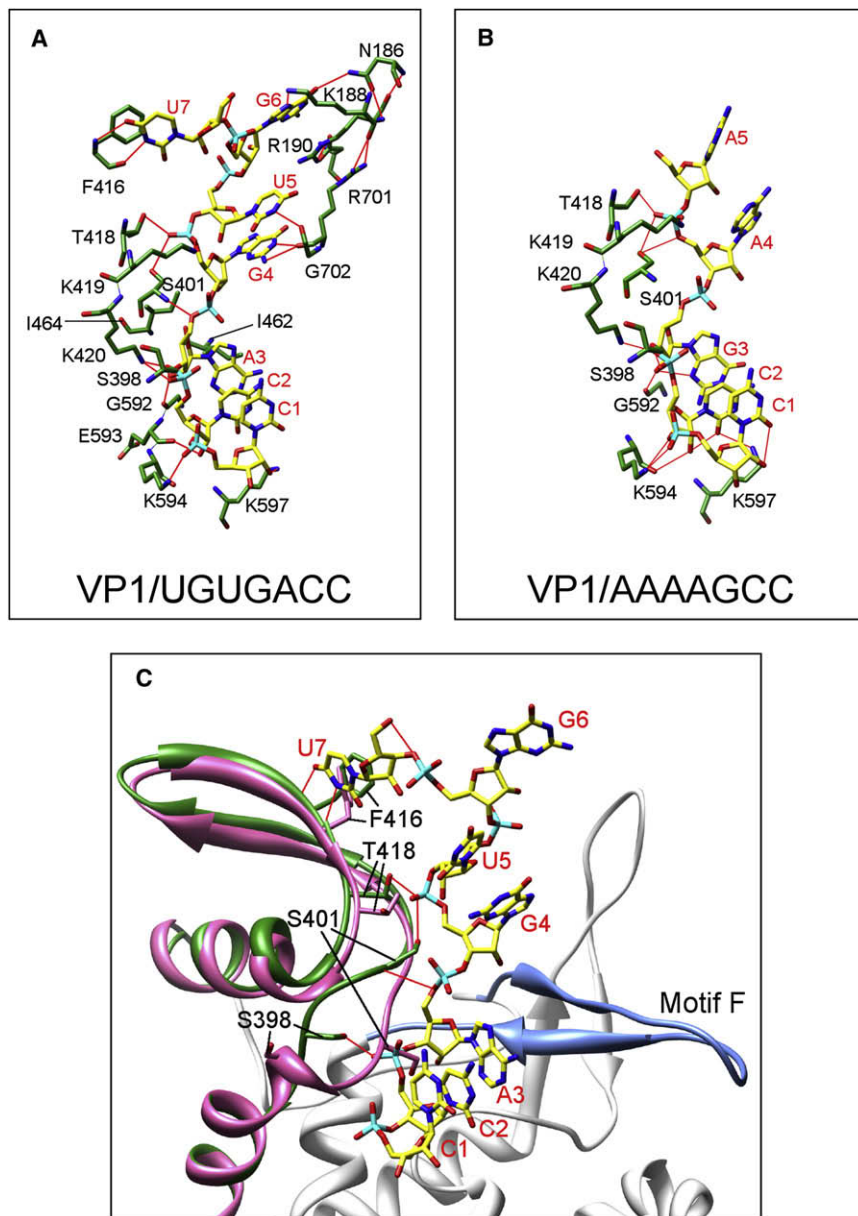 A
N186
U7
G6
K188
R190
F416
U5
R701
T418
G702
G4
K419
S401
I464
I462
K420
A3
S398
C2
G592
C1
E593
K594
K597
VP1/UGUGACC
B
A5
T418
K419
A4
K420
S401
S398
G3
C2
G592
C1
K594
K597
VP1/AAAAGCC
C
G6
U7
F416
T418
U5
S401
G4
Motif F
S398
A3
C2
C1